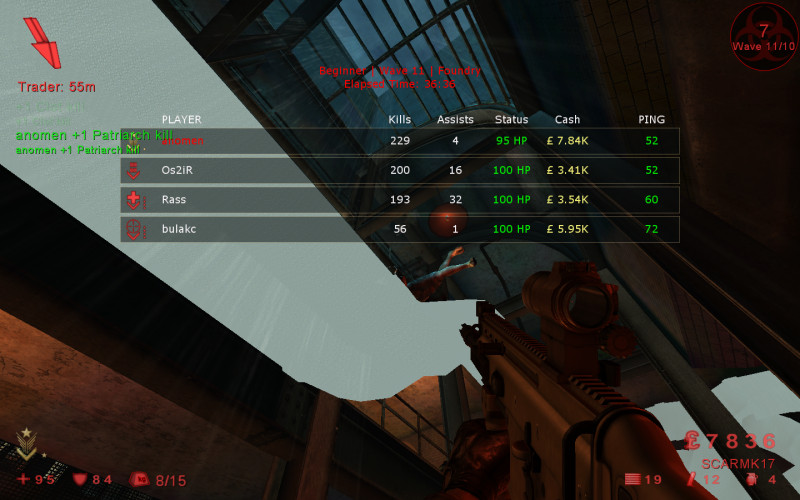 7
Wave 11/10
Trader: 55m
Beginner | Wave 11 | Foundry
Elapsed Time: 36:36
anomen +1 Patriarch kill
anomen +1 Patriarch kill
PLAYER Kills Assists Status Cash PING
anomen 229 4 95 HP £ 7.84K 52
Os2iR 200 16 100 HP £ 3.41K 52
Rass 193 32 100 HP £ 3.54K 60
bulakc 56 1 100 HP £ 5.95K 72
£7836
SCARMK17
95 84 8/15 19 12 4